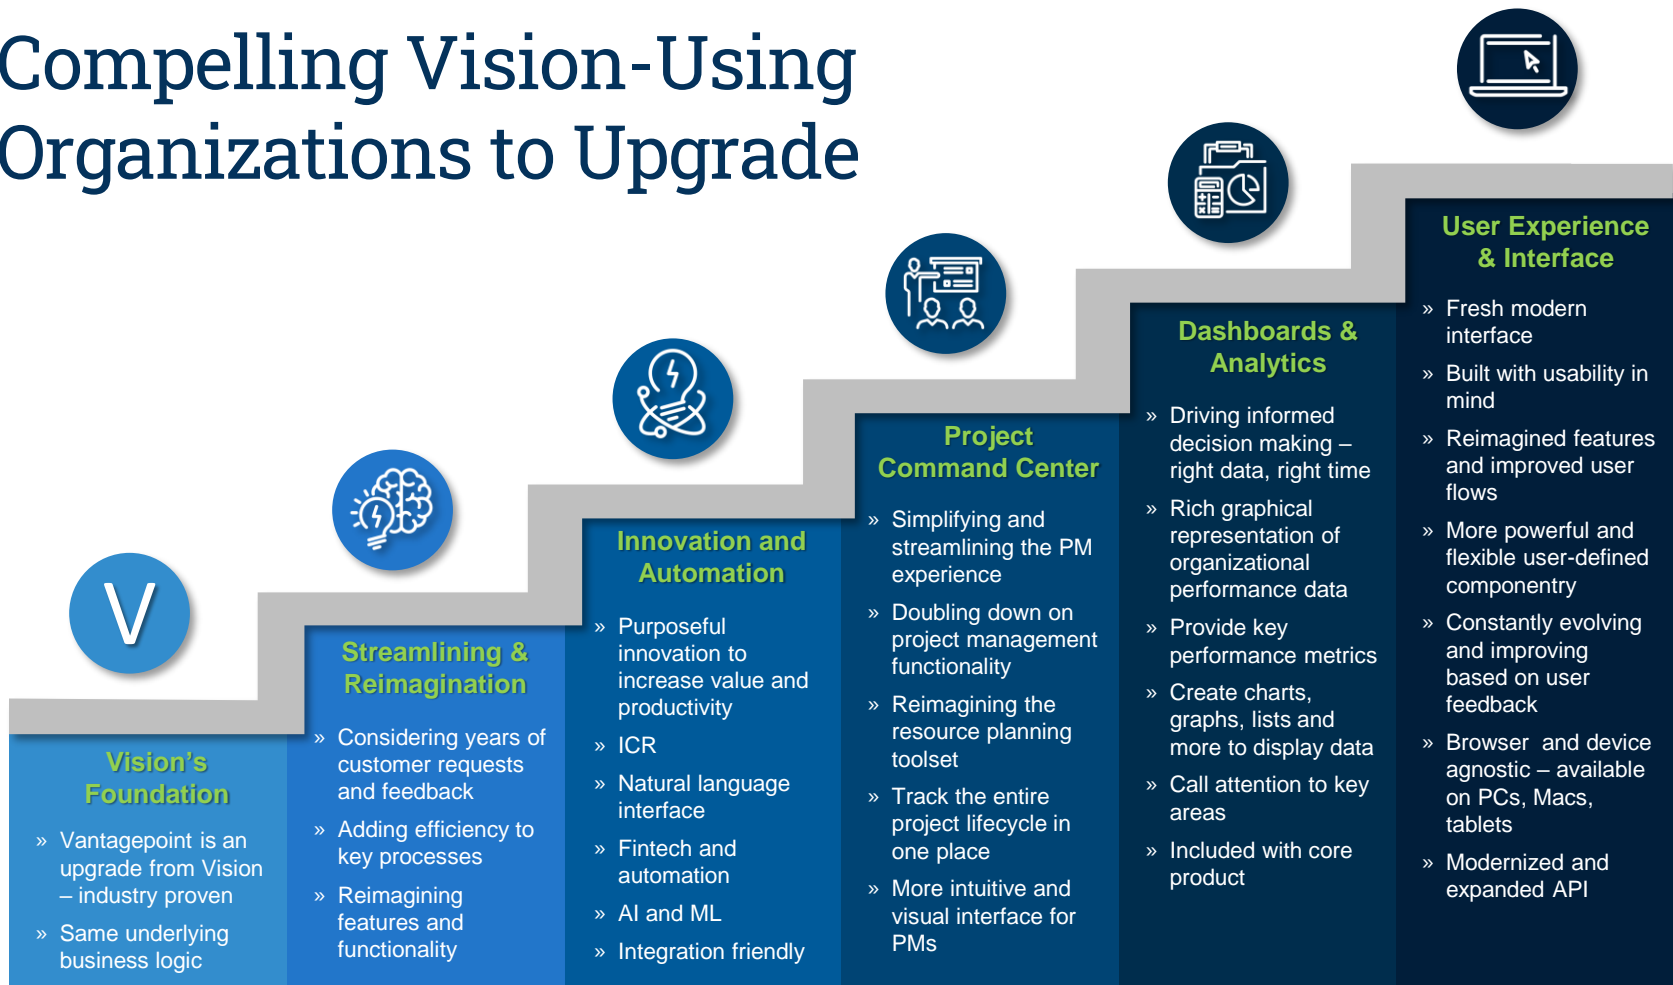 Compelling Vision-Using
Organizations to Upgrade
V
Vision's
Foundation
» Vantagepoint is an
upgrade from Vision
– industry proven
» Same underlying
business logic
Streamlining &
Reimagination
» Considering years of
customer requests
and feedback
» Adding efficiency to
key processes
» Reimagining
features and
functionality
Innovation and
Automation
» Purposeful
innovation to
increase value and
productivity
» ICR
» Natural language
interface
» Fintech and
automation
» AI and ML
» Integration friendly
Project
Command Center
» Simplifying and
streamlining the PM
experience
» Doubling down on
project management
functionality
» Reimagining the
resource planning
toolset
» Track the entire
project lifecycle in
one place
» More intuitive and
visual interface for
PMs
Dashboards &
Analytics
» Driving informed
decision making –
right data, right time
» Rich graphical
representation of
organizational
performance data
» Provide key
performance metrics
» Create charts,
graphs, lists and
more to display data
» Call attention to key
areas
» Included with core
product
User Experience
& Interface
» Fresh modern
interface
» Built with usability in
mind
» Reimagined features
and improved user
flows
» More powerful and
flexible user-defined
componentry
» Constantly evolving
and improving
based on user
feedback
» Browser and device
agnostic – available
on PCs, Macs,
tablets
» Modernized and
expanded API